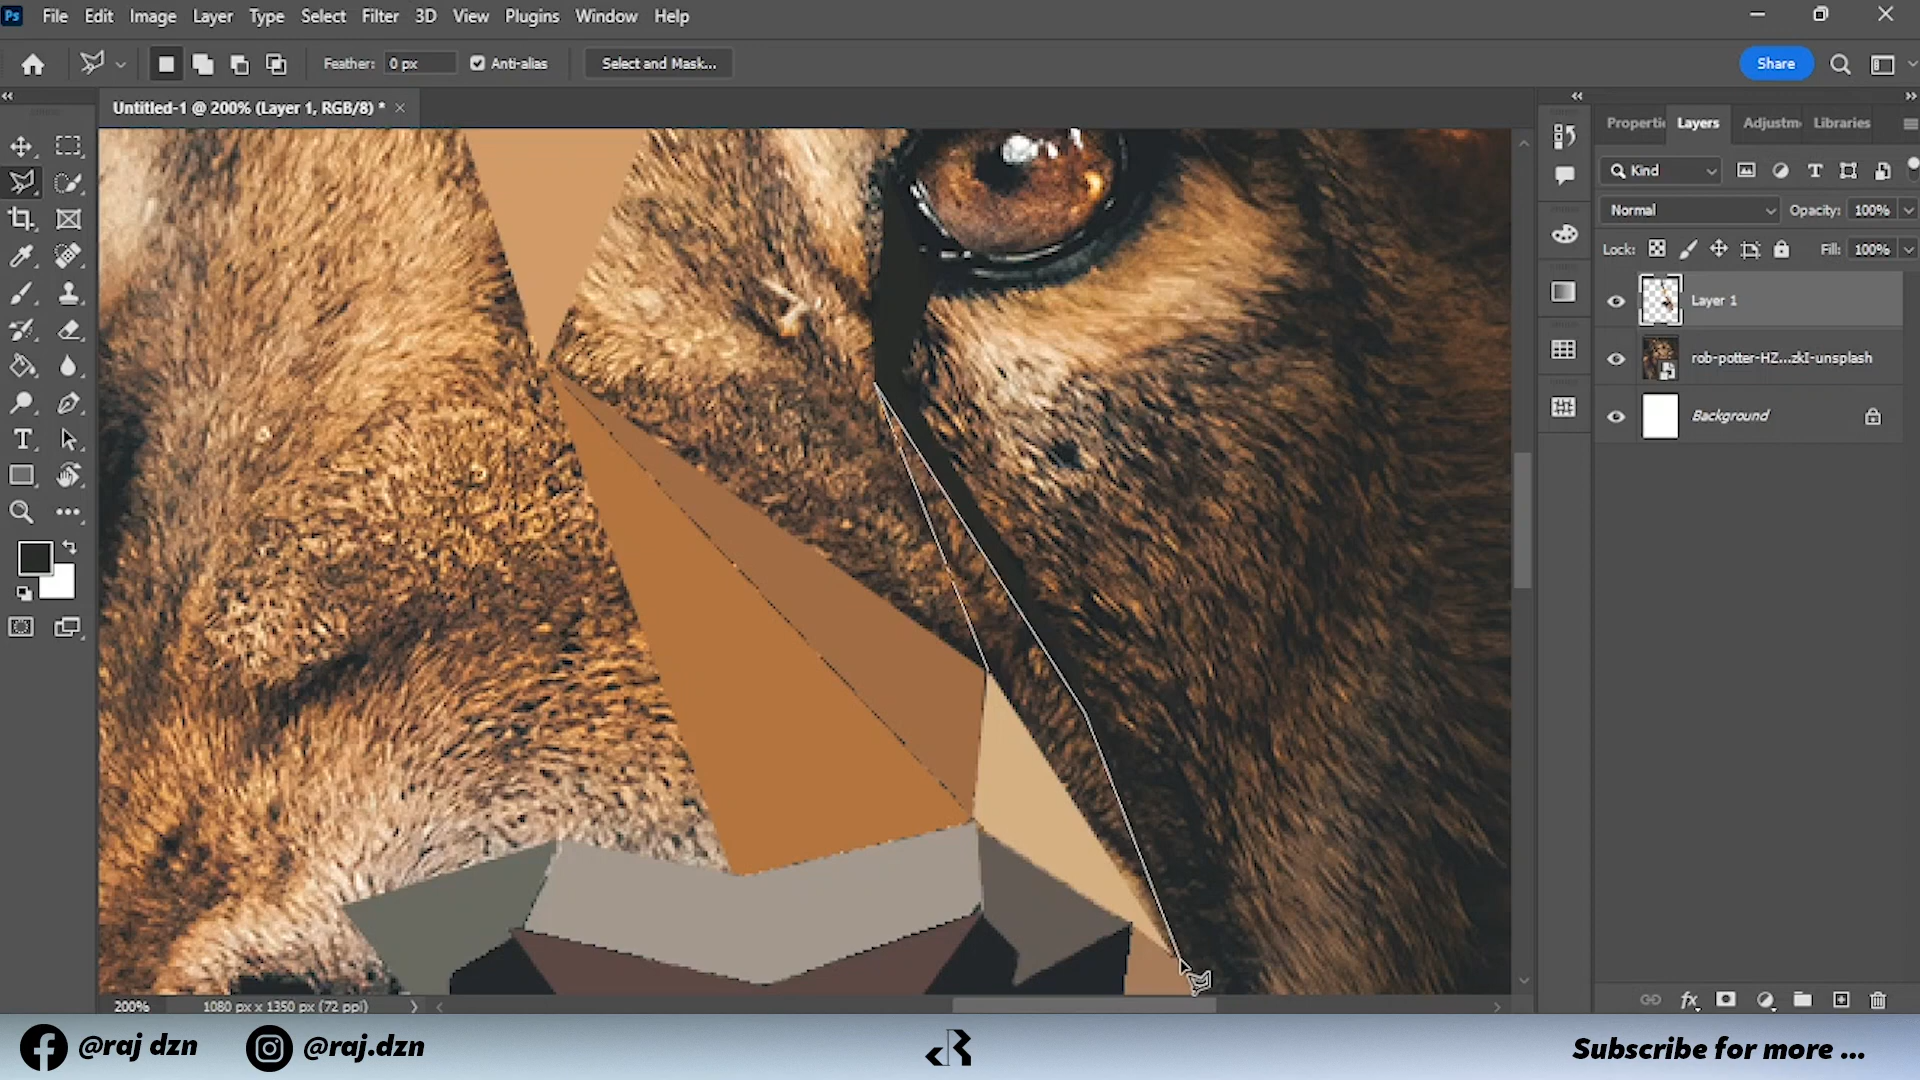 Ps File Edit Image Layer Type Select Filter 3D View Plugins Window Help
Feather: 0 px Anti-alias Select and Mask... Share
Untitled-1 @ 200% (Layer 1, RGB/8) *
Properti Layers Adjustm Libraries
Kind
Normal Opacity: 100%
Lock: Fill: 100%
Layer 1
rob-potter-HZ...zkI-unsplash
Background
200% 1080 px x 1350 px (72 ppi)
@raj dzn @raj.dzn Subscribe for more ...